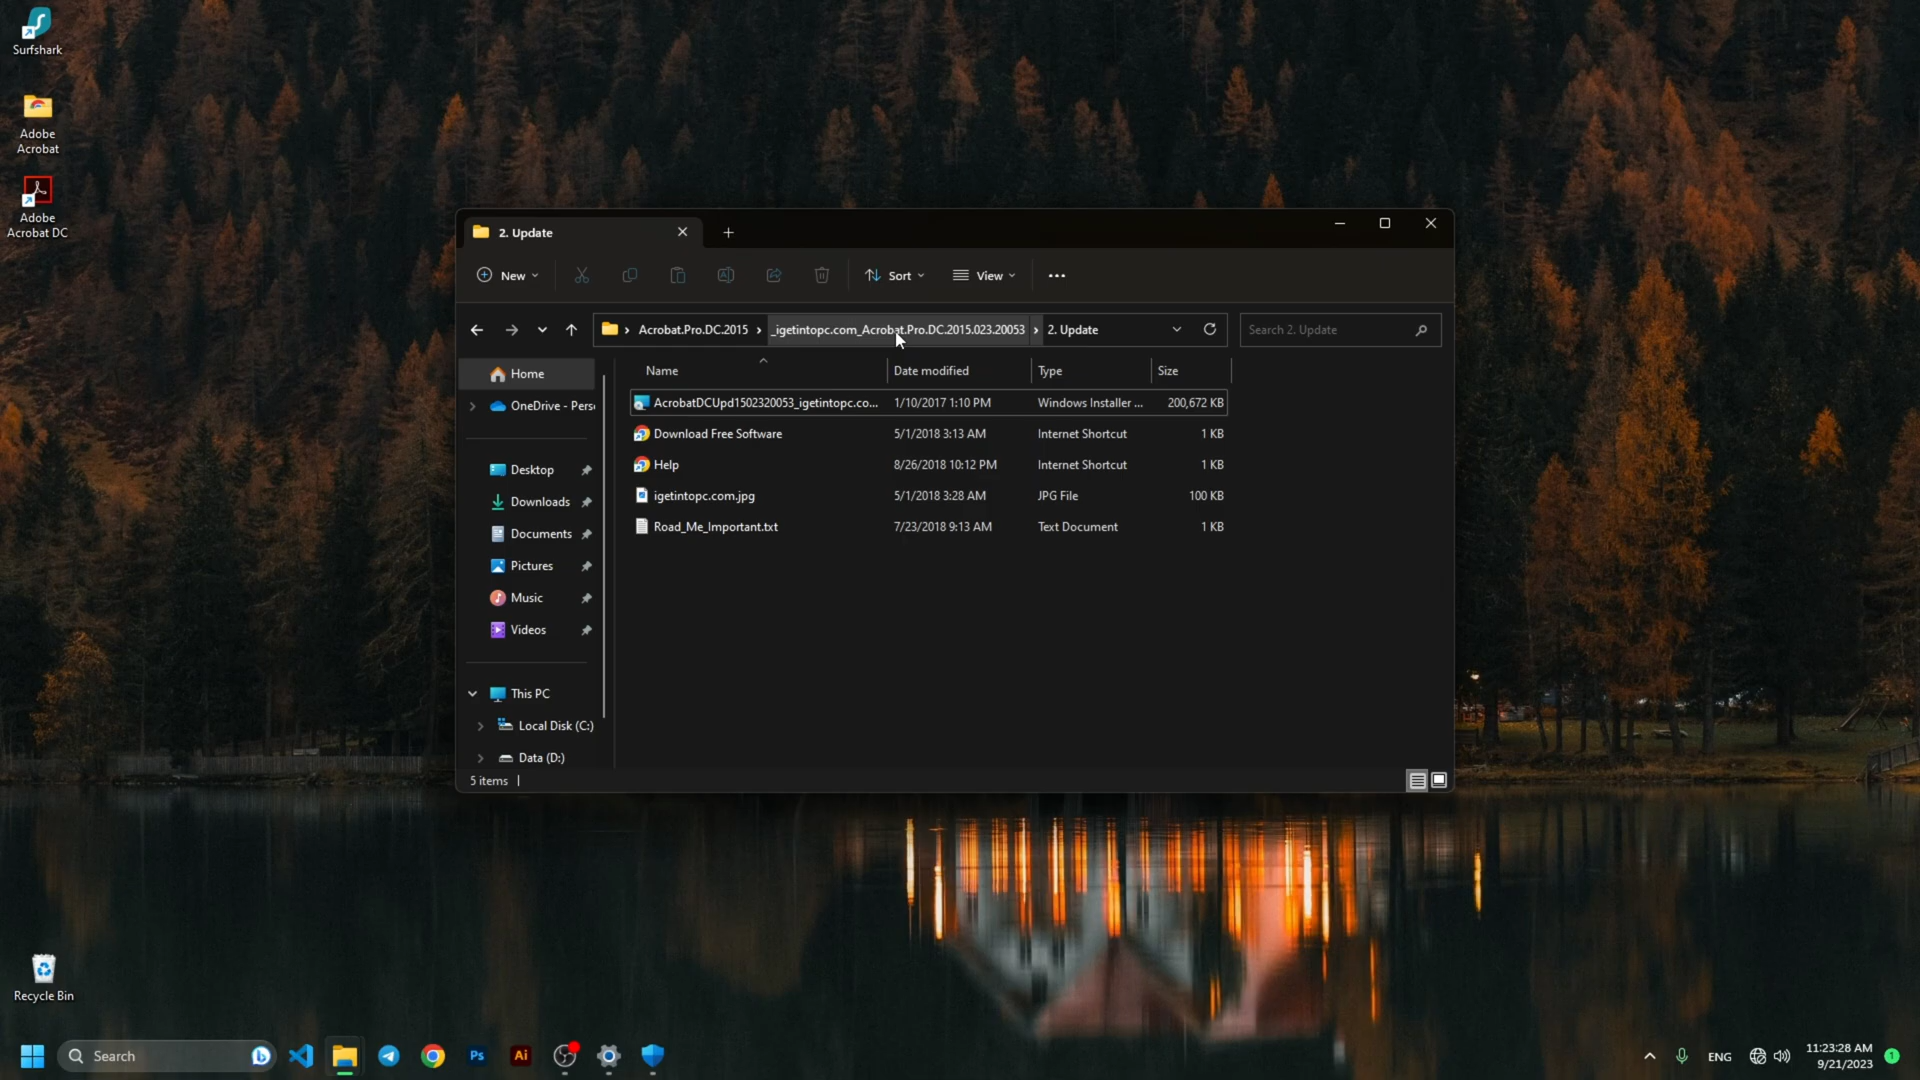 Surfshark
Adobe
Acrobat
Adobe
Acrobat DC
Recycle Bin
2. Update
New
Sort
View
Acrobat.Pro.DC.2015
_igetintopc.com_Acrobat.Pro.DC.2015.023.20053
2. Update
Search 2. Update
Home
OneDrive - Pers
Desktop
Downloads
Documents
Pictures
Music
Videos
This PC
Local Disk (C:)
Data (D:)
Name Date modified Type Size
AcrobatDCUpd1502320053_igetintopc.co... 1/10/2017 1:10 PM Windows Installer ... 200,672 KB
Download Free Software 5/1/2018 3:13 AM Internet Shortcut 1 KB
Help 8/26/2018 10:12 PM Internet Shortcut 1 KB
igetintopc.com.jpg 5/1/2018 3:28 AM JPG File 100 KB
Road_Me_Important.txt 7/23/2018 9:13 AM Text Document 1 KB
5 items
Search
Ps
Ai
ENG
11:23:28 AM
9/21/2023
1